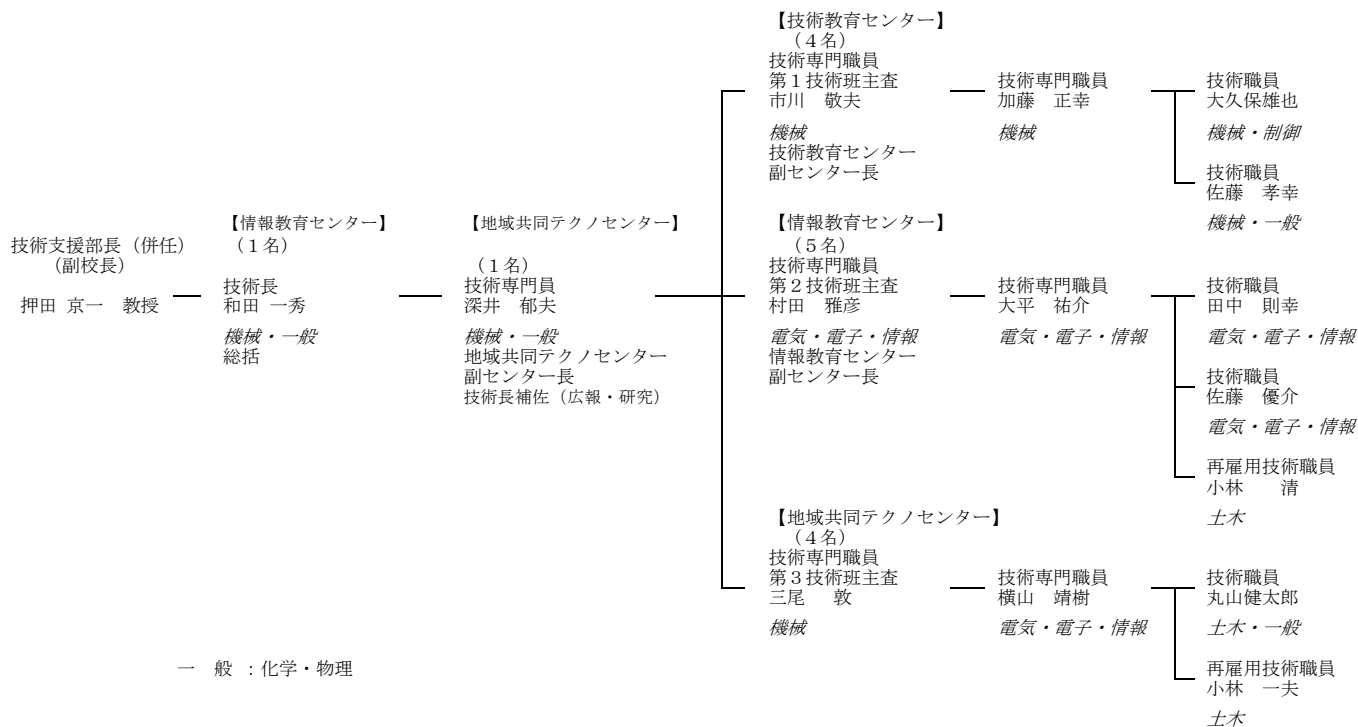 技術支援部長（併任）
（副校長）
押田 京一　教授
【情報教育センター】
（１名）
技術長
和田 一秀
機械・一般
総括
【地域共同テクノセンター】
（１名）
技術専門員
深井　郁夫
機械・一般
地域共同テクノセンター
副センター長
技術長補佐（広報・研究）
【技術教育センター】
（４名）
技術専門職員
第１技術班主査
市川　敬夫
機械
技術教育センター
副センター長
技術専門職員
加藤　正幸
機械
技術職員
大久保雄也
機械・制御
技術職員
佐藤　孝幸
機械・一般
【情報教育センター】
（５名）
技術専門職員
第２技術班主査
村田　雅彦
電気・電子・情報
情報教育センター
副センター長
技術専門職員
大平　祐介
電気・電子・情報
技術職員
田中　則幸
電気・電子・情報
技術職員
佐藤　優介
電気・電子・情報
再雇用技術職員
小林　　清
土木
【地域共同テクノセンター】
（４名）
技術専門職員
第３技術班主査
三尾　敦
機械
技術専門職員
横山　靖樹
電気・電子・情報
技術職員
丸山健太郎
土木・一般
再雇用技術職員
小林　一夫
土木
一　般 ：化学・物理